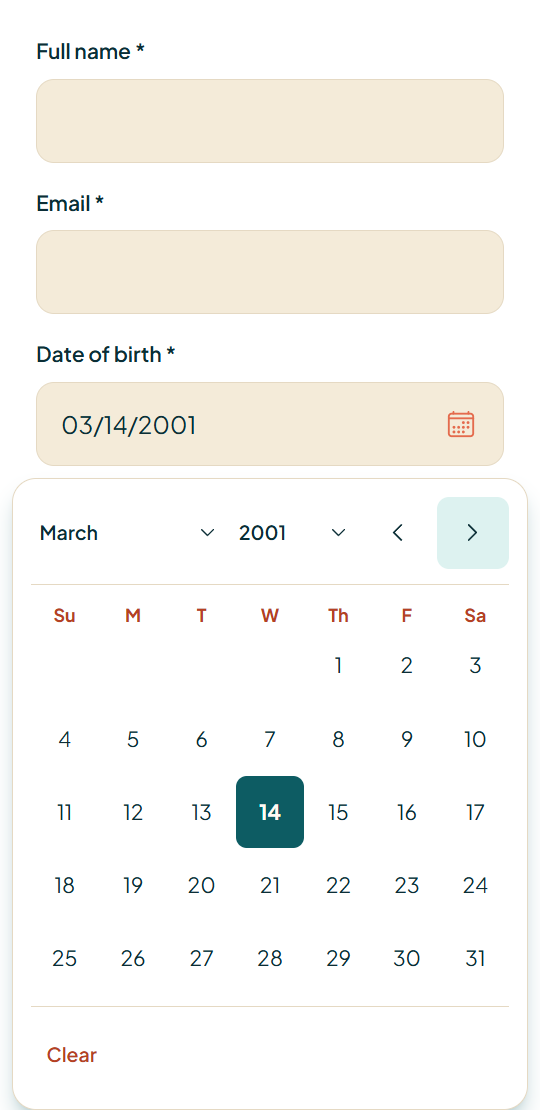 Full name *
Email *
Date of birth *
03/14/2001
March 2001
Su M T W Th F Sa
1 2 3
4 5 6 7 8 9 10
11 12 13 14 15 16 17
18 19 20 21 22 23 24
25 26 27 28 29 30 31
Clear